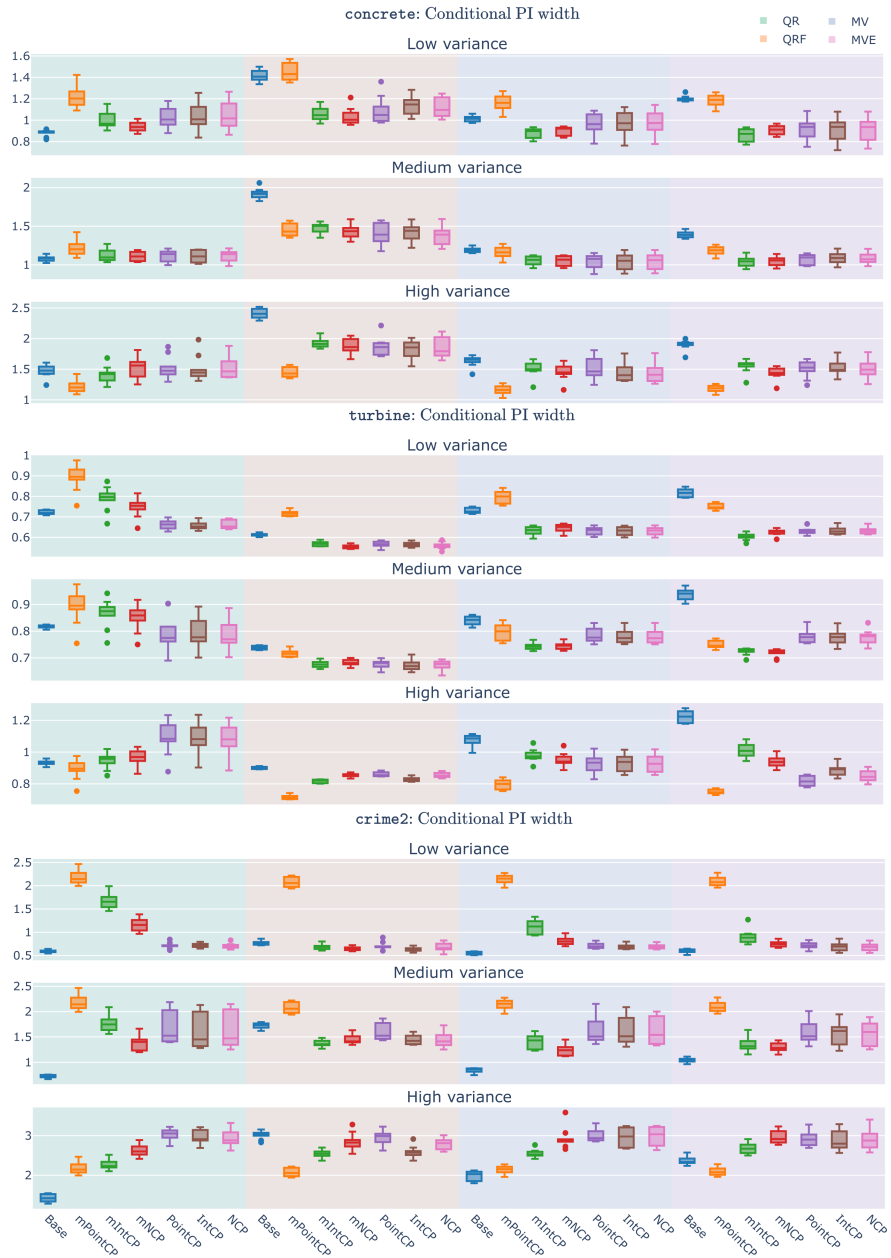 concrete: Conditional PI width
QR MV
QRF MVE
Low variance
1.6
1.4
1.2
1
0.8
Medium variance
2
1.5
1
High variance
2.5
2
1.5
1
turbine: Conditional PI width
Low variance
1
0.9
0.8
0.7
0.6
Medium variance
0.9
0.8
0.7
High variance
1.2
1
0.8
crime2: Conditional PI width
Low variance
2.5
2
1.5
1
0.5
Medium variance
2.5
2
1.5
1
High variance
3
2
Base mPointCP mIntCP mNCP PointCP IntCP NCP Base mPointCP mIntCP mNCP PointCP IntCP NCP Base mPointCP mIntCP mNCP PointCP IntCP NCP Base mPointCP mIntCP mNCP PointCP IntCP NCP